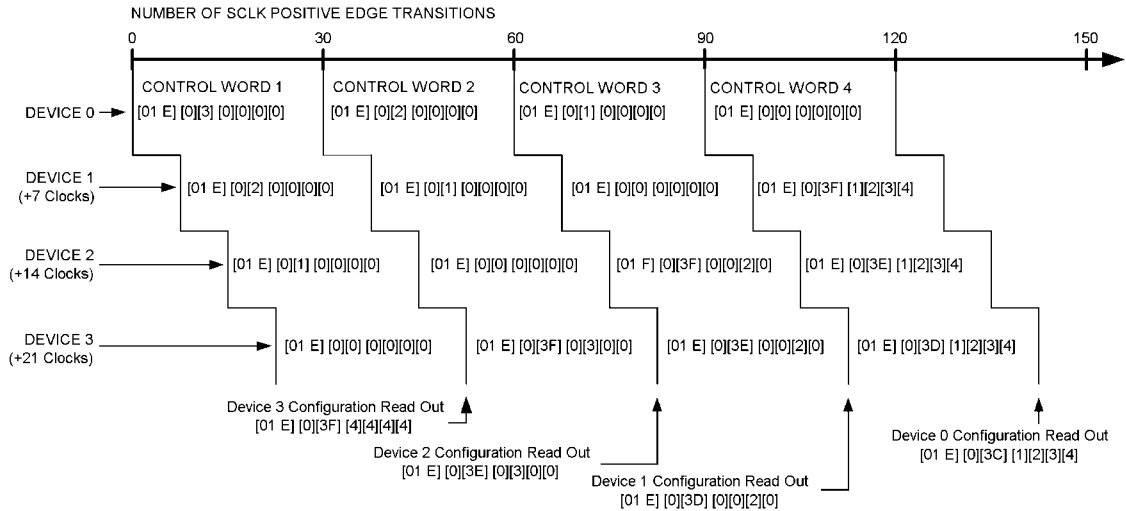 NUMBER OF SCLK POSITIVE EDGE TRANSITIONS
0 30 60 90 120 150
CONTROL WORD 1 CONTROL WORD 2 CONTROL WORD 3 CONTROL WORD 4
DEVICE 0 [01 E] [0][3] [0][0][0][0] [01 E] [0][2] [0][0][0][0] [01 E] [0][1] [0][0][0][0] [01 E] [0][0] [0][0][0][0]
DEVICE 1
(+7 Clocks)
[01 E] [0][2] [0][0][0][0] [01 E] [0][1] [0][0][0][0] [01 E] [0][0] [0][0][0][0] [01 E] [0][3F] [1][2][3][4]
DEVICE 2
(+14 Clocks)
[01 E] [0][1] [0][0][0][0] [01 E] [0][0] [0][0][0][0] [01 F] [0][3F] [0][0][2][0] [01 E] [0][3E] [1][2][3][4]
DEVICE 3
(+21 Clocks)
[01 E] [0][0] [0][0][0][0] [01 E] [0][3F] [0][3][0][0] [01 E] [0][3E] [0][0][2][0] [01 E] [0][3D] [1][2][3][4]
Device 3 Configuration Read Out
[01 E] [0][3F] [4][4][4][4]
Device 2 Configuration Read Out
[01 E] [0][3E] [0][3][0][0]
Device 1 Configuration Read Out
[01 E] [0][3D] [0][0][2][0]
Device 0 Configuration Read Out
[01 E] [0][3C] [1][2][3][4]